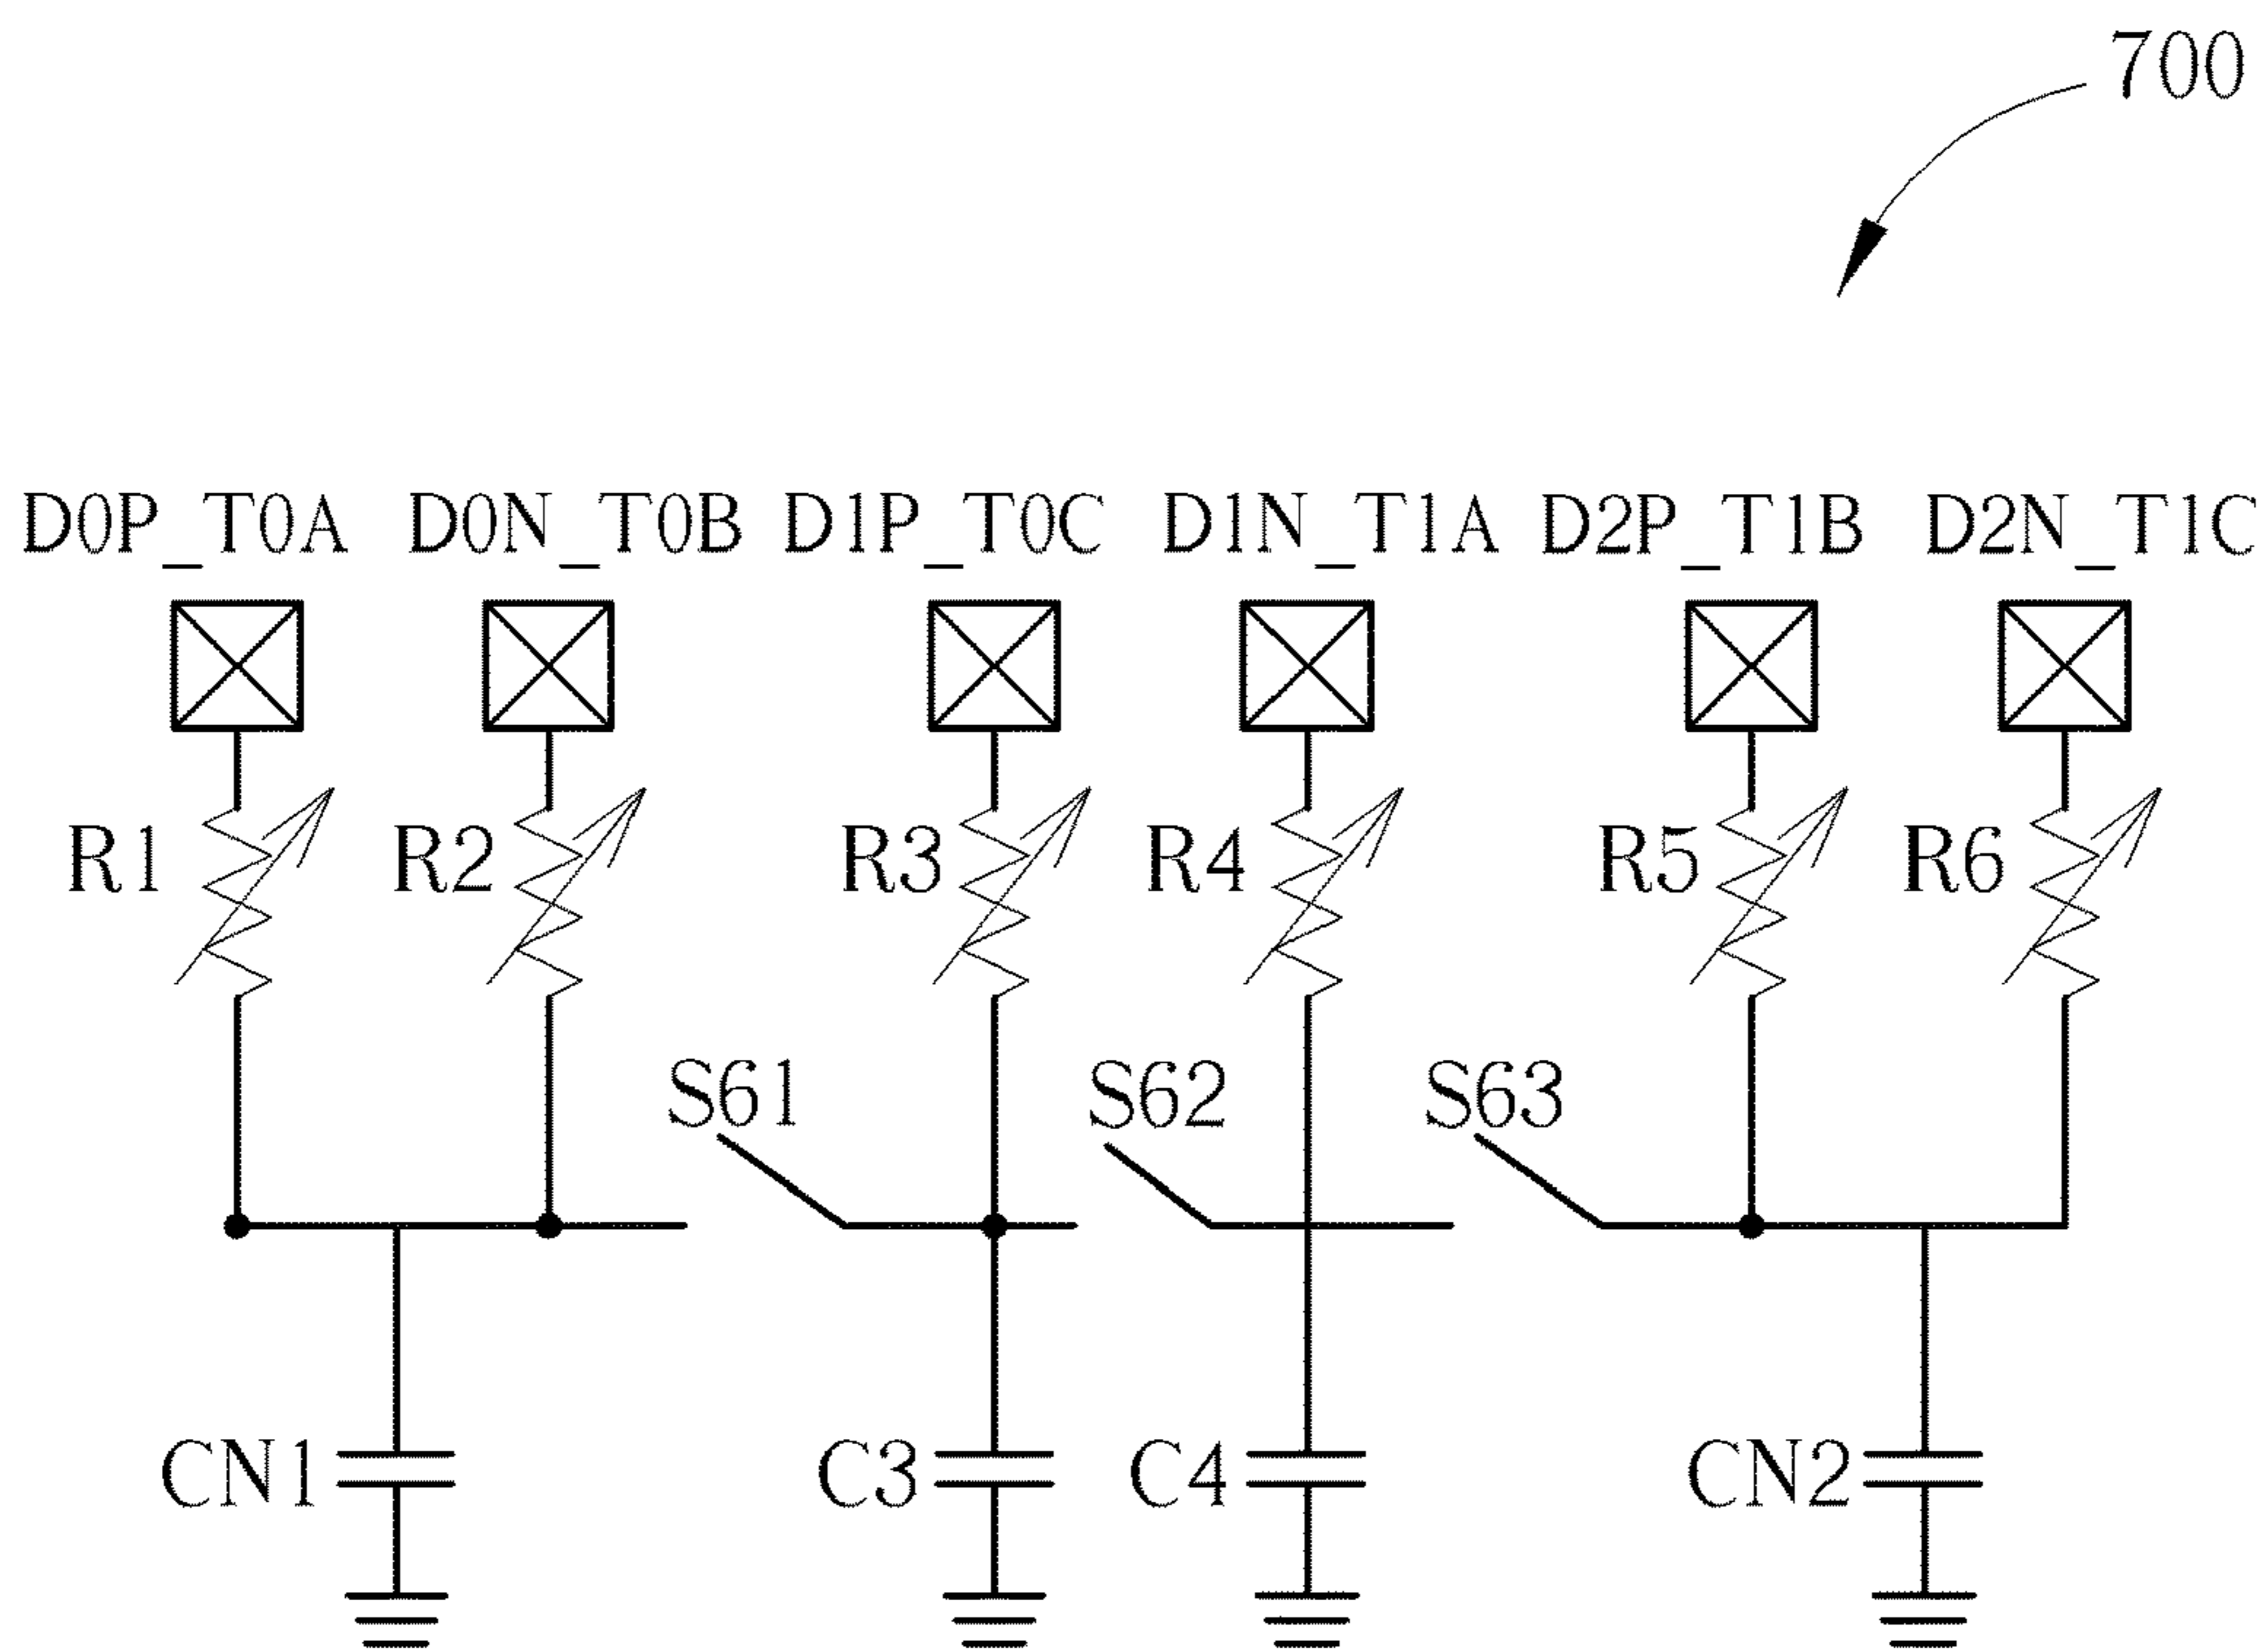 700
D0P_T0A D0N_T0B D1P_T0C D1N_T1A D2P_T1B D2N_T1C
R1 R2 R3 R4 R5 R6
S61 S62 S63
CN1 C3 C4 CN2